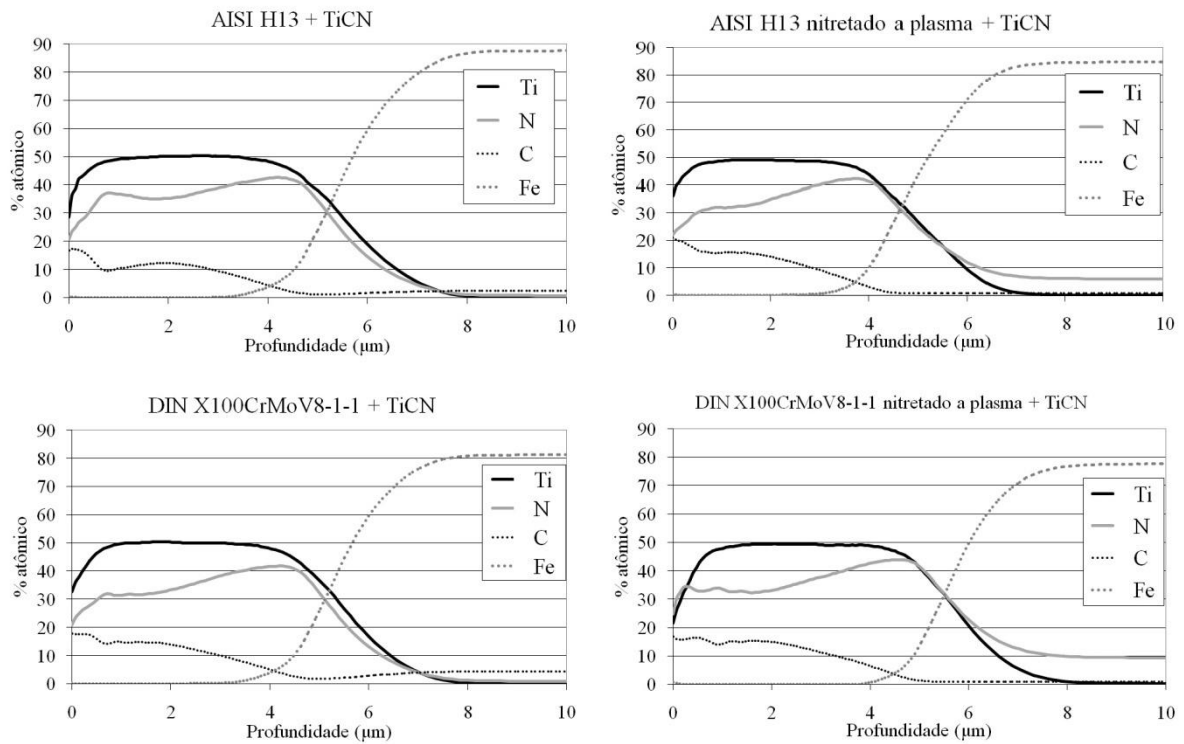 AISI H13 + TiCN
90
80
70
60
50
40
30
20
10
0
% atômico
Ti
N
C
Fe
0 2 4 6 8 10
Profundidade (µm)
AISI H13 nitretado a plasma + TiCN
90
80
70
60
50
40
30
20
10
0
% atômico
Ti
N
C
Fe
0 2 4 6 8 10
Profundidade (µm)
DIN X100CrMoV8-1-1 + TiCN
90
80
70
60
50
40
30
20
10
0
% atômico
Ti
N
C
Fe
0 2 4 6 8 10
Profundidade (µm)
DIN X100CrMoV8-1-1 nitretado a plasma + TiCN
90
80
70
60
50
40
30
20
10
0
% atômico
Ti
N
C
Fe
0 2 4 6 8 10
Profundidade (µm)